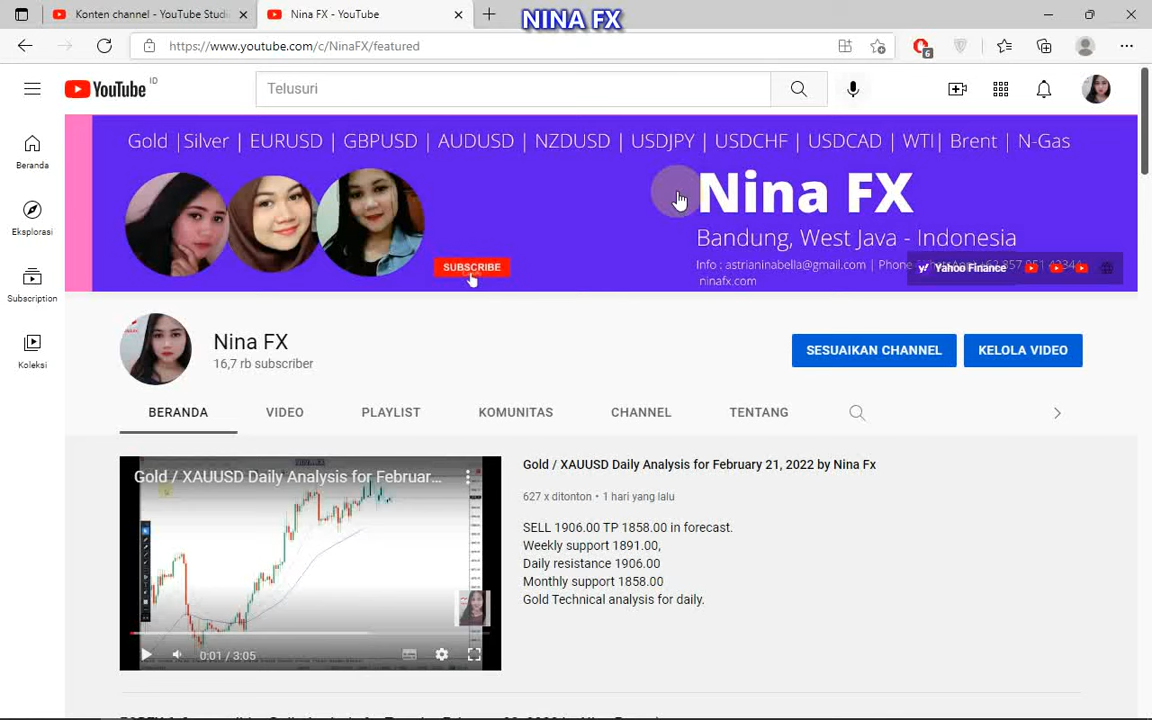 Konten channel - YouTube Studi
Nina FX - YouTube
NINA FX
https://www.youtube.com/c/NinaFX/featured
6
YouTube ID
Telusuri
Beranda
Eksplorasi
Subscription
Koleksi
Gold |Silver | EURUSD | GBPUSD | AUDUSD | NZDUSD | USDJPY | USDCHF | USDCAD | WTI| Brent | N-Gas
Nina FX
Bandung, West Java - Indonesia
SUBSCRIBE
Info : astrianinabella@gmail.com | Phone
ninafx.com
Yahoo Finance
Nina FX
16,7 rb subscriber
SESUAIKAN CHANNEL
KELOLA VIDEO
BERANDA
VIDEO
PLAYLIST
KOMUNITAS
CHANNEL
TENTANG
Gold / XAUUSD Daily Analysis for Februar...
0:01 / 3:05
Gold / XAUUSD Daily Analysis for February 21, 2022 by Nina Fx
627 x ditonton • 1 hari yang lalu
SELL 1906.00 TP 1858.00 in forecast.
Weekly support 1891.00,
Daily resistance 1906.00
Monthly support 1858.00
Gold Technical analysis for daily.